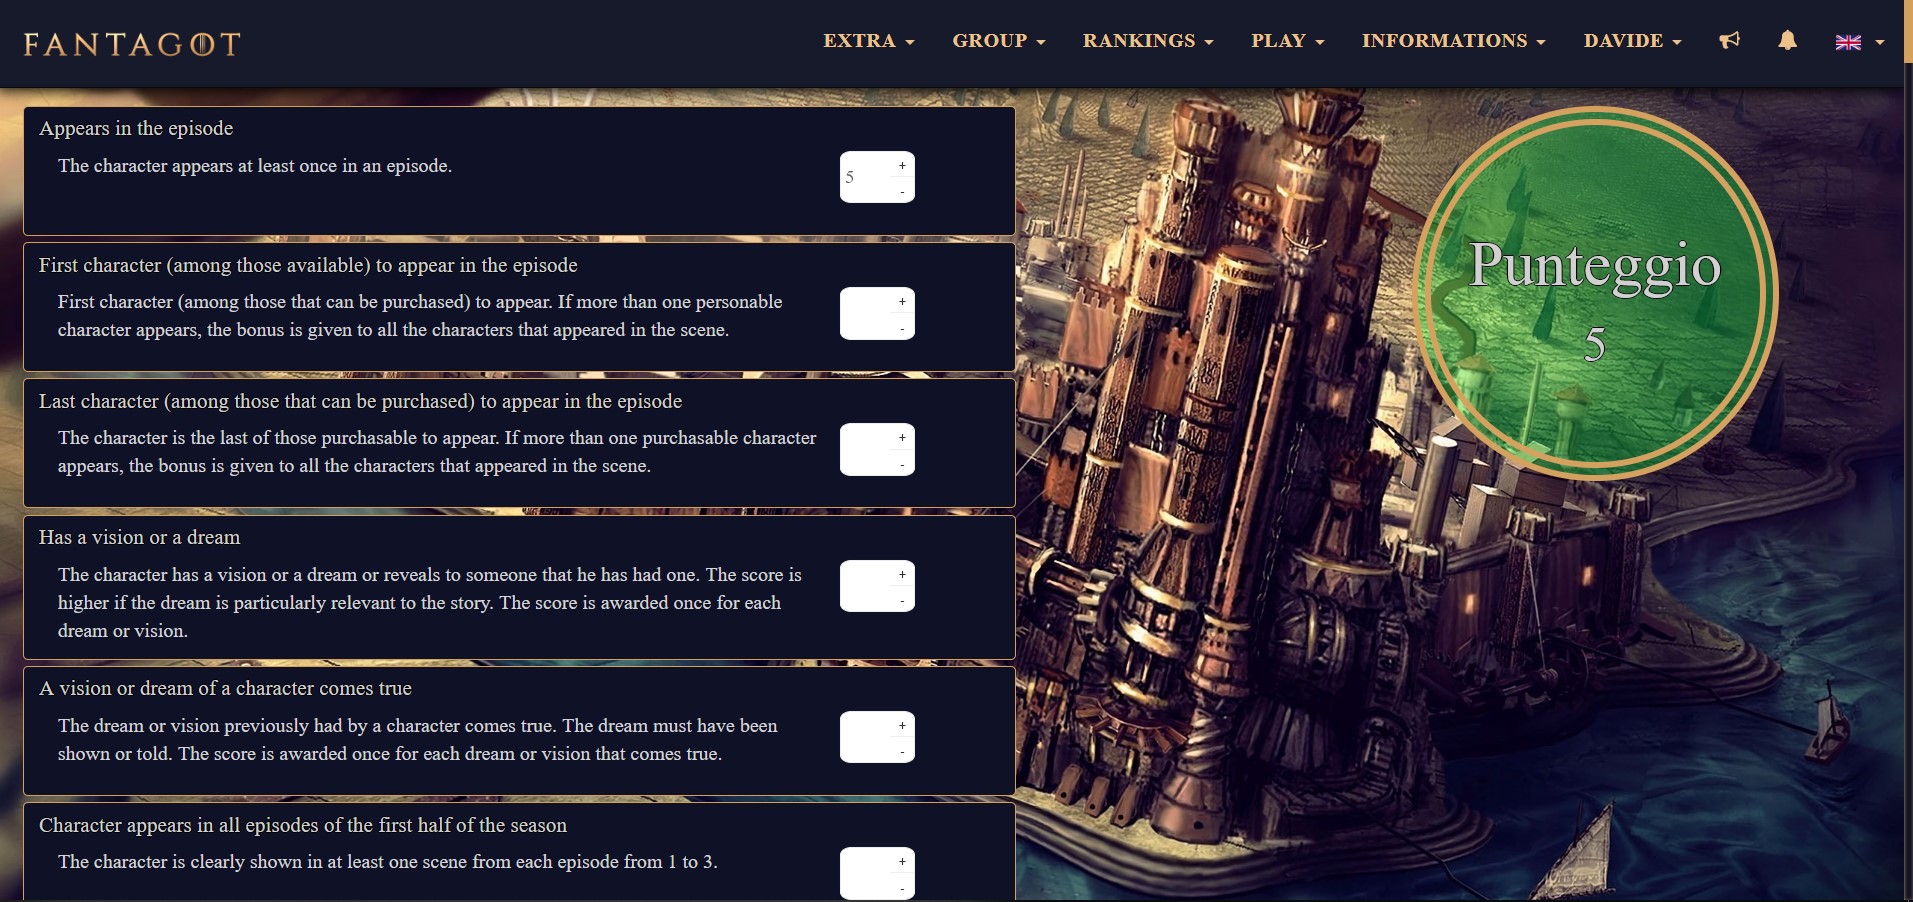 FANTAGOT
EXTRA GROUP RANKINGS PLAY INFORMATIONS DAVIDE
Appears in the episode
The character appears at least once in an episode.
5
+
-
First character (among those available) to appear in the episode
First character (among those that can be purchased) to appear. If more than one personable
character appears, the bonus is given to all the characters that appeared in the scene.
+
-
Last character (among those that can be purchased) to appear in the episode
The character is the last of those purchasable to appear. If more than one purchasable character
appears, the bonus is given to all the characters that appeared in the scene.
+
-
Has a vision or a dream
The character has a vision or a dream or reveals to someone that he has had one. The score is
higher if the dream is particularly relevant to the story. The score is awarded once for each
dream or vision.
+
-
A vision or dream of a character comes true
The dream or vision previously had by a character comes true. The dream must have been
shown or told. The score is awarded once for each dream or vision that comes true.
+
-
Character appears in all episodes of the first half of the season
The character is clearly shown in at least one scene from each episode from 1 to 3.
+
-
Punteggio
5